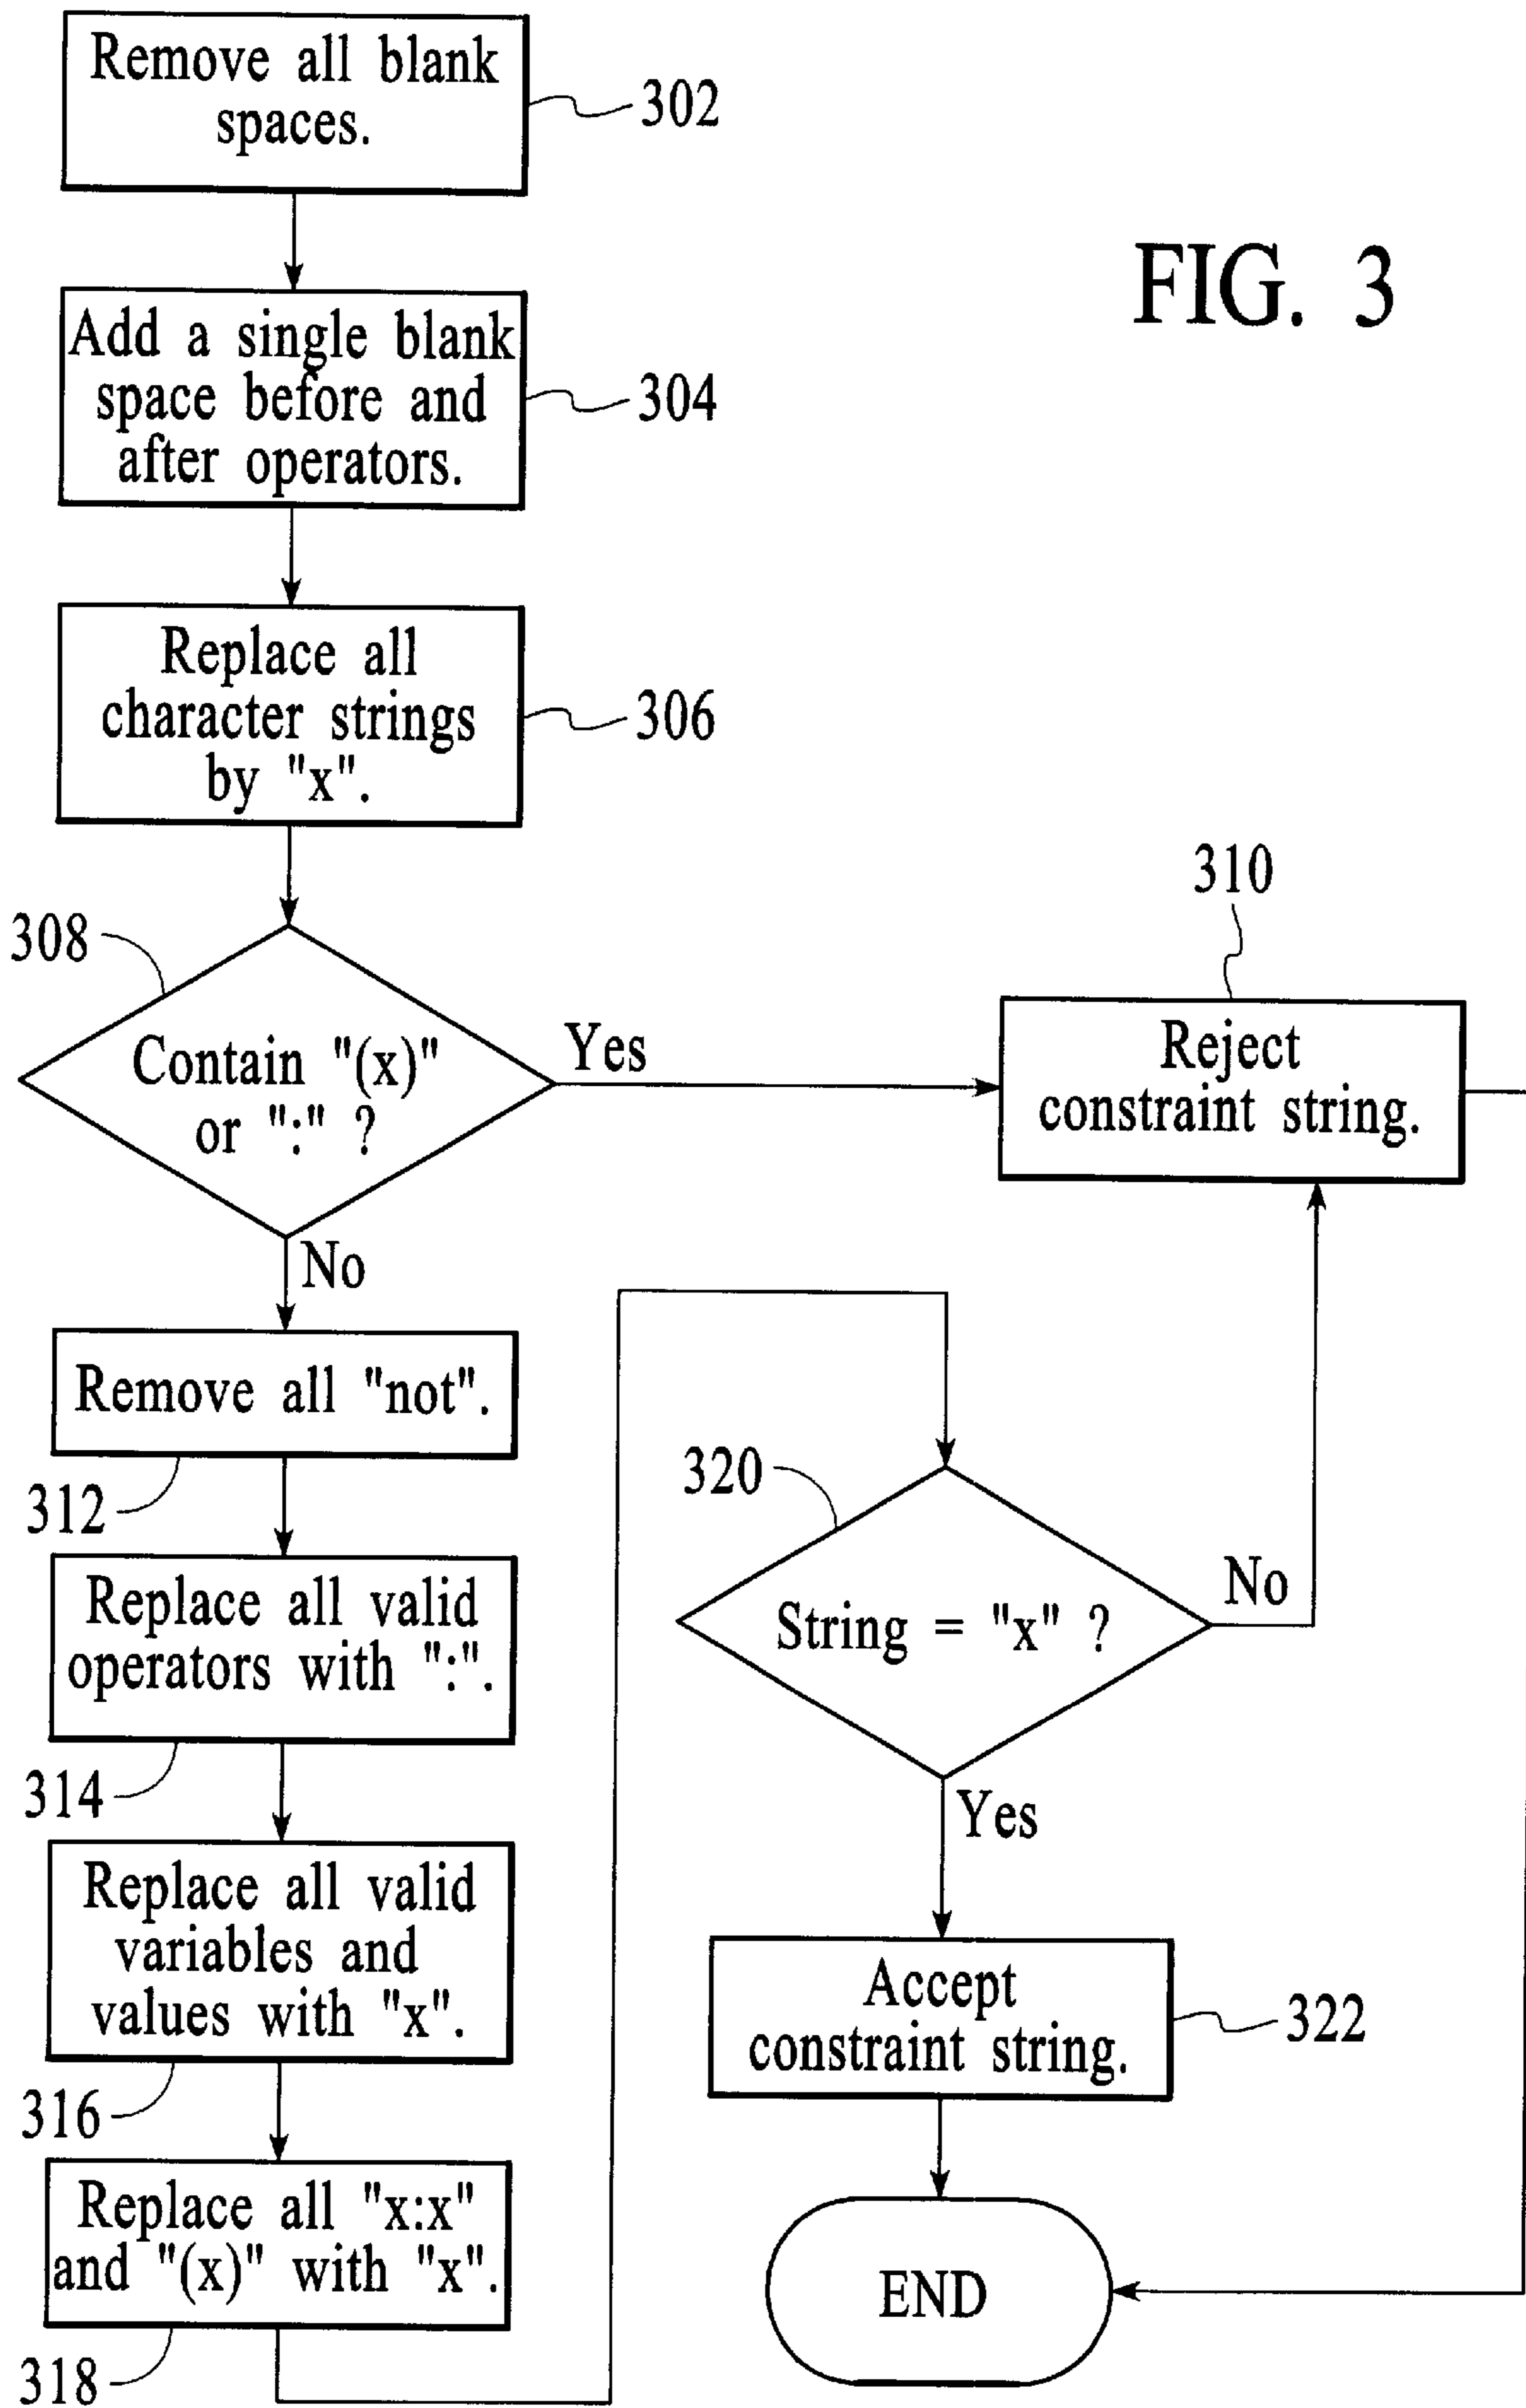 Remove all blank
spaces.
302
FIG. 3
Add a single blank
space before and
after operators.
304
Replace all
character strings
by "x".
306
308
Contain "(x)"
or ":" ?
Yes
No
310
Reject
constraint string.
Remove all "not".
312
Replace all valid
operators with ":".
314
Replace all valid
variables and
values with "x".
316
Replace all "x:x"
and "(x)" with "x".
318
320
String = "x" ?
No
Yes
Accept
constraint string.
322
END